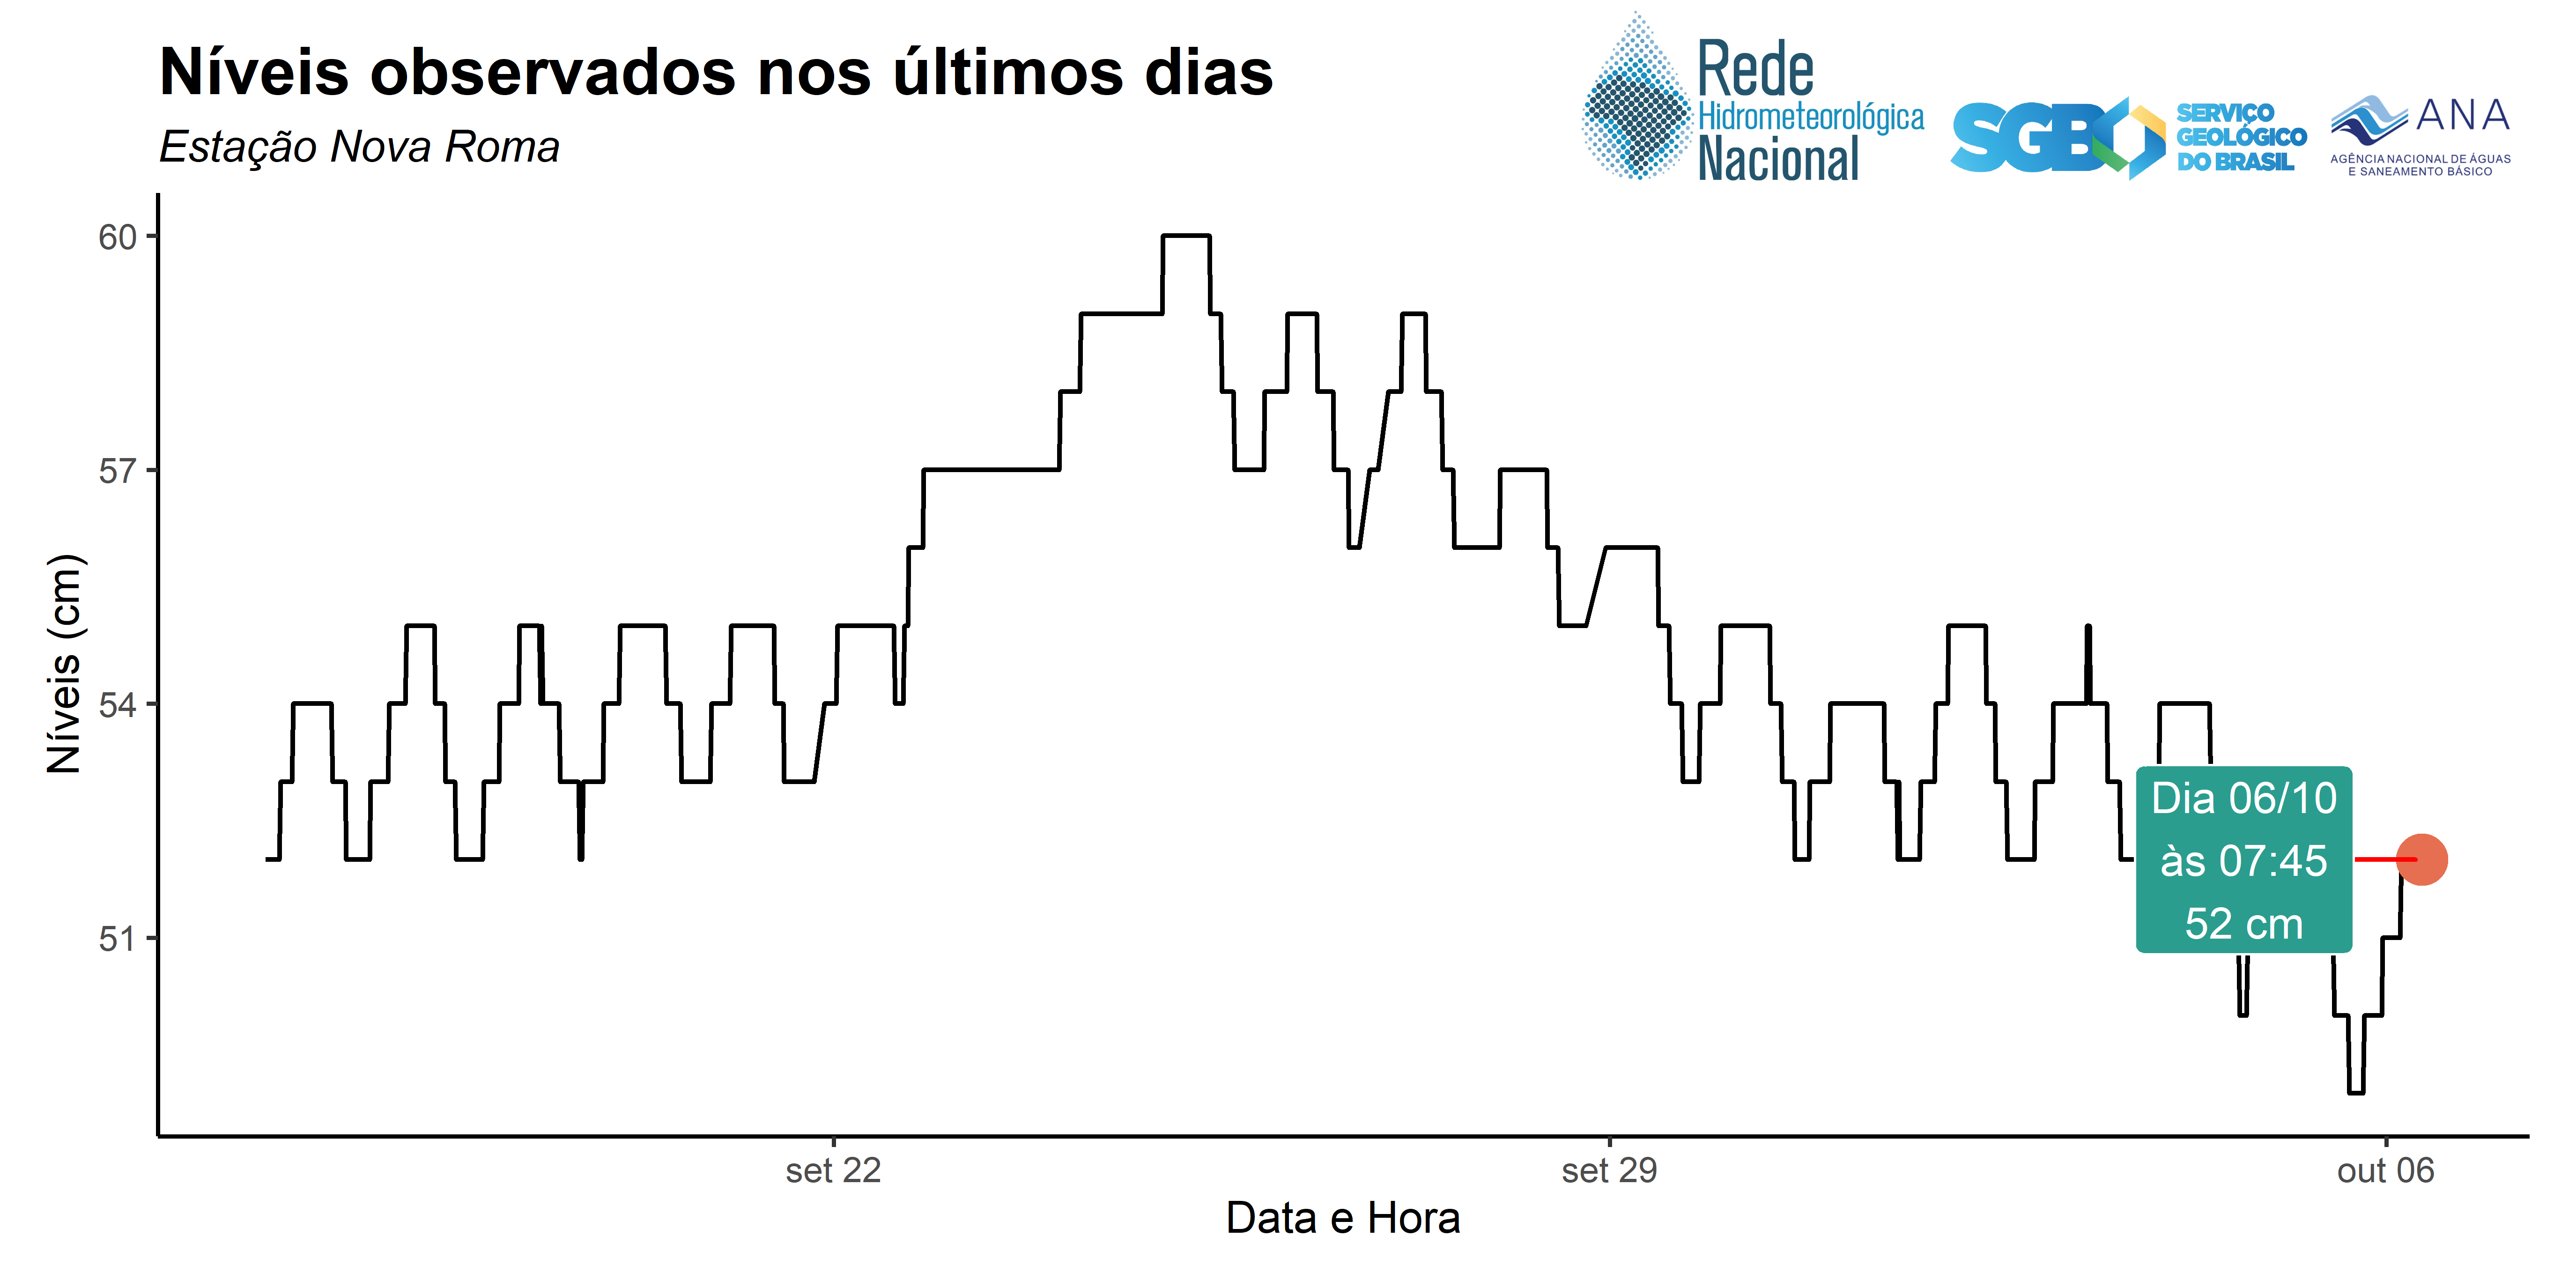 Níveis observados nos últimos dias
Estação Nova Roma
Rede
Hidrometeorológica
Nacional
SGB
SERVIÇO
GEOLÓGICO
DO BRASIL
ANA
AGÊNCIA NACIONAL DE ÁGUAS
E SANEAMENTO BÁSICO
Níveis (cm)
60
57
54
51
Dia 06/10
às 07:45
52 cm
set 22
set 29
out 06
Data e Hora